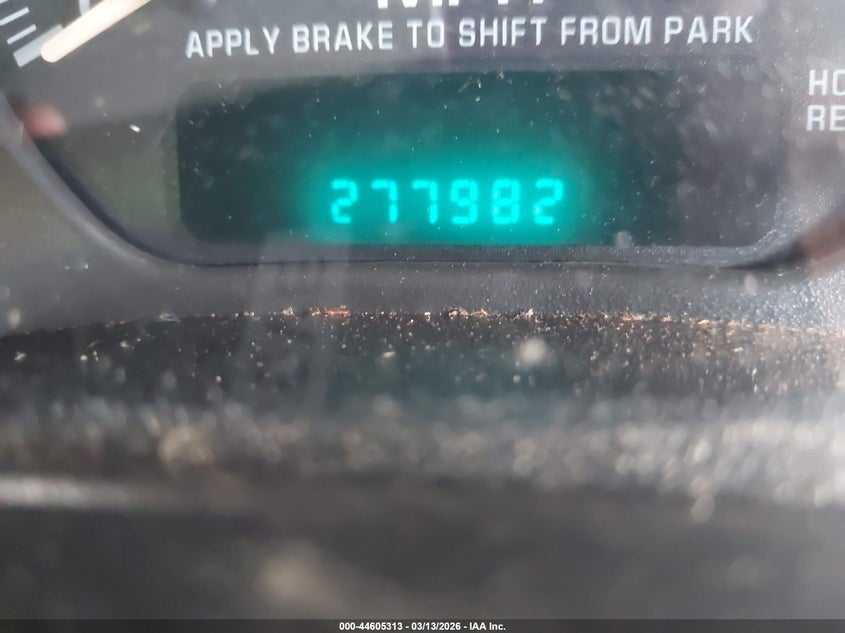 APPLY BRAKE TO SHIFT FROM PARK
277982
000-44605313 - 03/13/2026 - IAA Inc.